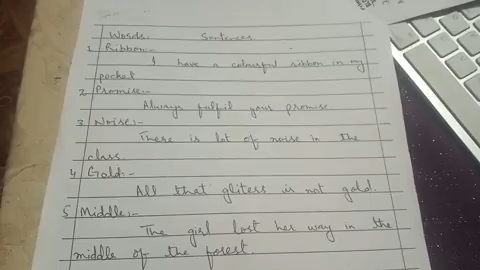 Words. Sentences
1. Ribbon:-
I have a colourful ribbon in my
pocket
2. Promise:-
Always fulfil your promise
3. Noise:-
There is lot of noise in the
class.
4. Gold:-
All that gliters is not gold.
5. Middle:-
The girl lost her way in the
middle of the forest.